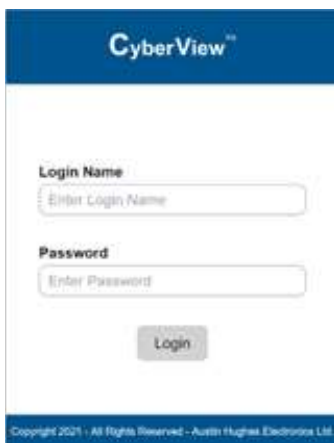 CyberView™
Login Name
Enter Login Name
Password
Enter Password
Login
Copyright 2021 - All Rights Reserved - Austin Hughes Electronics Ltd.